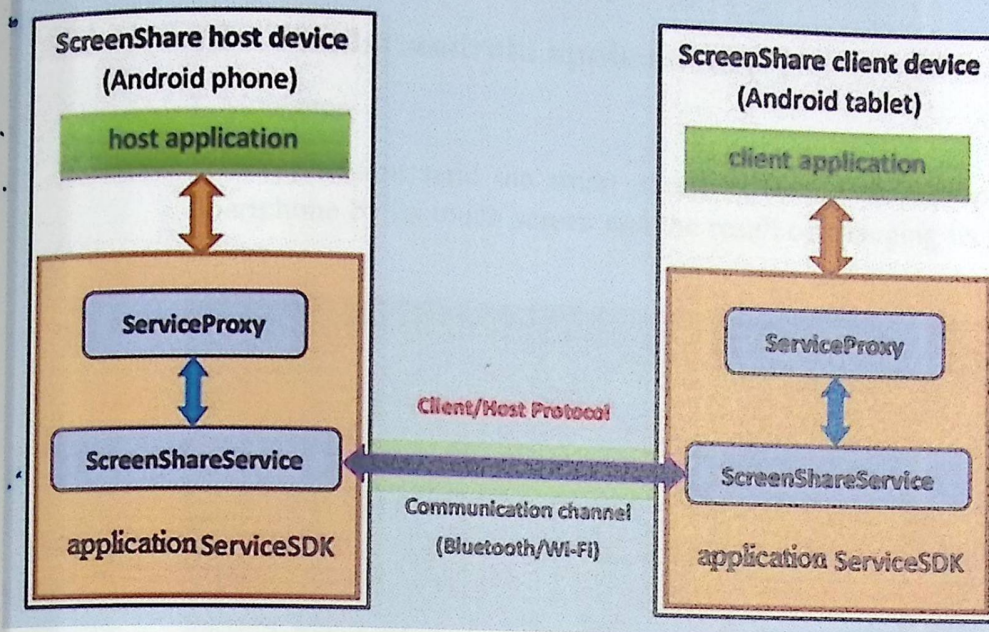 ScreenShare host device
(Android phone)
host application
ServiceProxy
ScreenShareService
application ServiceSDK
Client/Host Protocol
Communication channel
(Bluetooth/Wi-Fi)
ScreenShare client device
(Android tablet)
client application
ServiceProxy
ScreenShareService
application ServiceSDK